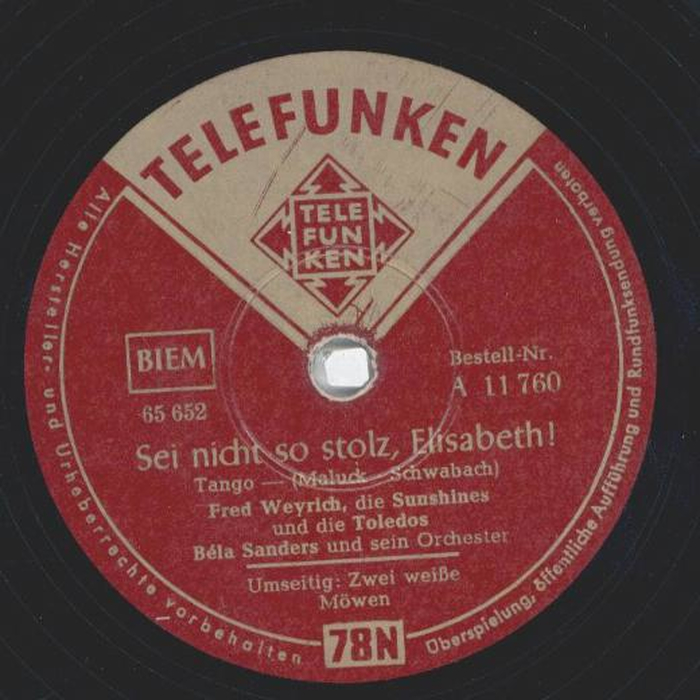 TELEFUNKEN
TELE
FUN
KEN
BIEM
65 652
Bestell-Nr.
A 11 760
Sei nicht so stolz, Elisabeth!
Tango — (Maluck - Schwabach)
Fred Weyrich, die Sunshines
und die Toledos
Béla Sanders und sein Orchester
Umseitig: Zwei weiße
Möwen
78N
Alle Hersteller- und Urheberrechte vorbehalten
Überspielung, öffentliche Aufführung und Rundfunksendung verboten